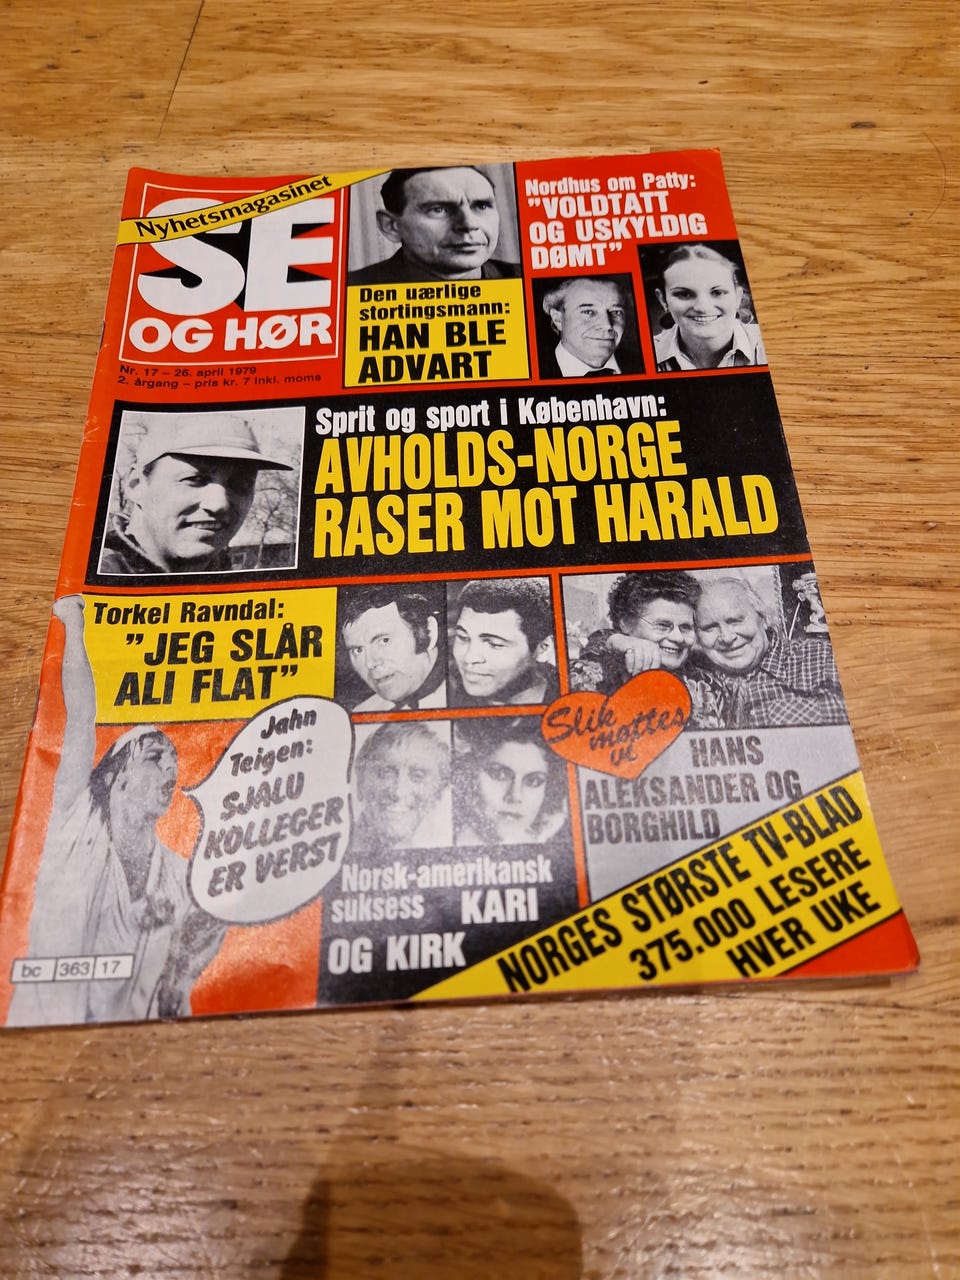 Nyhetsmagasinet
SE
OG HØR
Nr. 17 – 26. april 1979
2. årgang – pris kr. 7 inkl. moms
Den uærlige
stortingsmann:
HAN BLE
ADVART
Nordhus om Patty:
”VOLDTATT
OG USKYLDIG
DØMT”
Sprit og sport i København:
AVHOLDS-NORGE
RASER MOT HARALD
Torkel Ravndal:
”JEG SLÅR
ALI FLAT”
Jahn
Teigen:
SJALU
KOLLEGER
ER VERST
Norsk-amerikansk
suksess KARI
OG KIRK
Slik
møttes
vi
HANS
ALEKSANDER OG
BORGHILD
NORGES STØRSTE TV-BLAD
375.000 LESERE
HVER UKE
bc 363 17